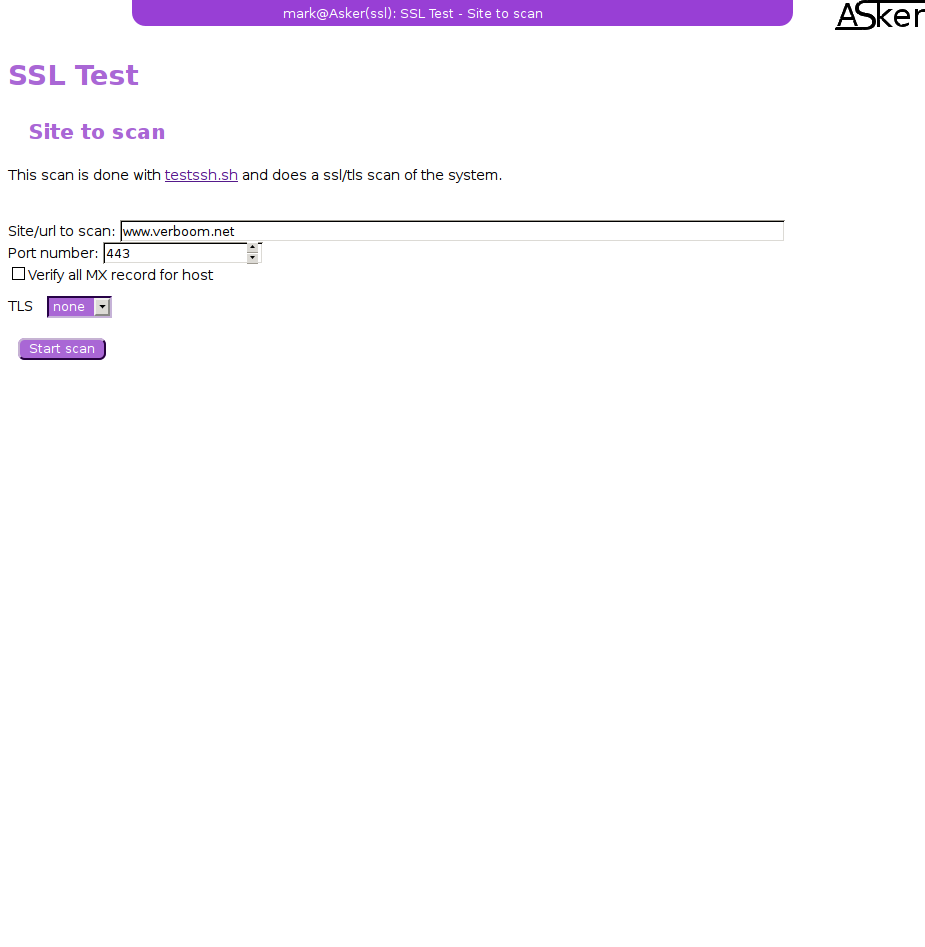 mark@Asker(ssl): SSL Test - Site to scan
ASker
SSL Test
Site to scan
This scan is done with testssh.sh and does a ssl/tls scan of the system.
Site/url to scan: www.verboom.net
Port number: 443
Verify all MX record for host
TLS none
Start scan